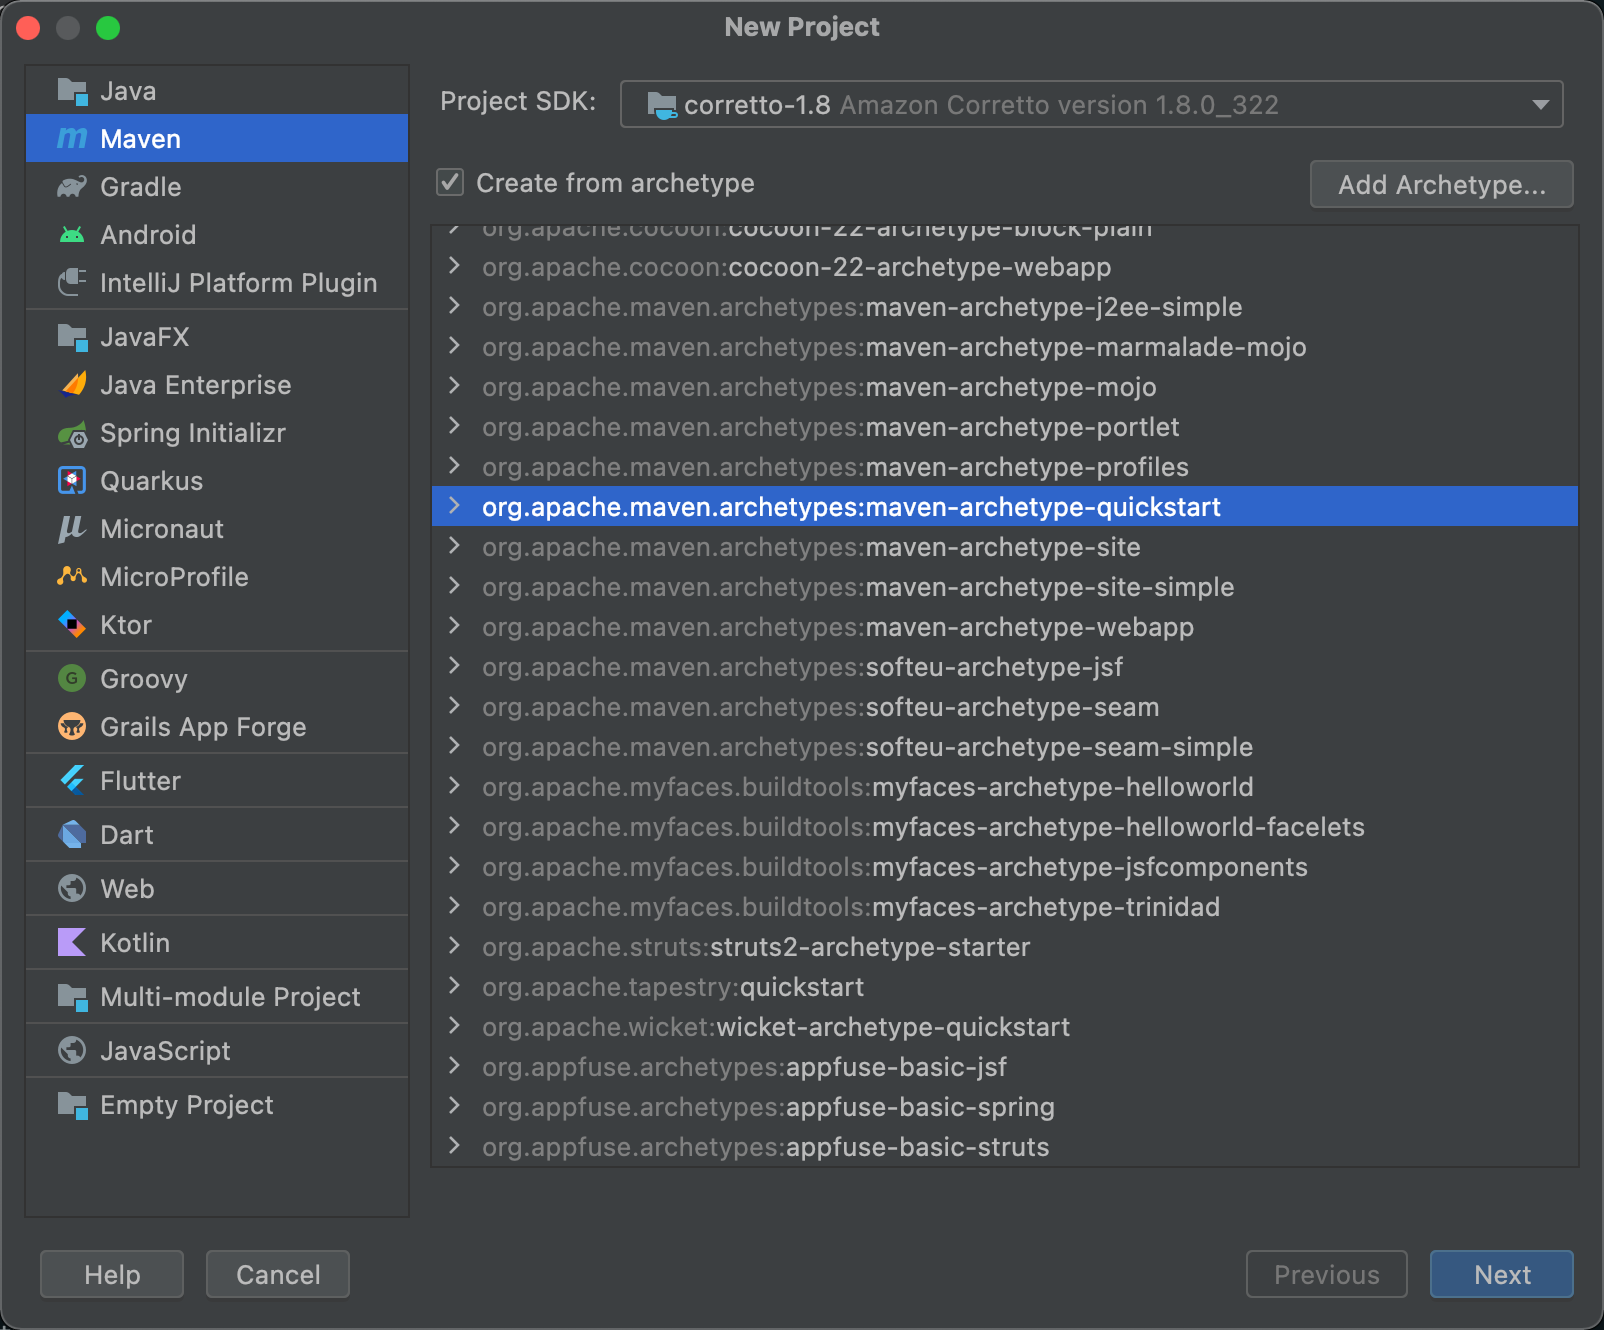 New Project
Java
Maven
Gradle
Android
IntelliJ Platform Plugin
JavaFX
Java Enterprise
Spring Initializr
Quarkus
Micronaut
MicroProfile
Ktor
Groovy
Grails App Forge
Flutter
Dart
Web
Kotlin
Multi-module Project
JavaScript
Empty Project
Project SDK: corretto-1.8 Amazon Corretto version 1.8.0_322
Create from archetype
Add Archetype...
org.apache.cocoon:cocoon-22-archetype-block-plain
org.apache.cocoon:cocoon-22-archetype-webapp
org.apache.maven.archetypes:maven-archetype-j2ee-simple
org.apache.maven.archetypes:maven-archetype-marmalade-mojo
org.apache.maven.archetypes:maven-archetype-mojo
org.apache.maven.archetypes:maven-archetype-portlet
org.apache.maven.archetypes:maven-archetype-profiles
org.apache.maven.archetypes:maven-archetype-quickstart
org.apache.maven.archetypes:maven-archetype-site
org.apache.maven.archetypes:maven-archetype-site-simple
org.apache.maven.archetypes:maven-archetype-webapp
org.apache.maven.archetypes:softeu-archetype-jsf
org.apache.maven.archetypes:softeu-archetype-seam
org.apache.maven.archetypes:softeu-archetype-seam-simple
org.apache.myfaces.buildtools:myfaces-archetype-helloworld
org.apache.myfaces.buildtools:myfaces-archetype-helloworld-facelets
org.apache.myfaces.buildtools:myfaces-archetype-jsfcomponents
org.apache.myfaces.buildtools:myfaces-archetype-trinidad
org.apache.struts:struts2-archetype-starter
org.apache.tapestry:quickstart
org.apache.wicket:wicket-archetype-quickstart
org.appfuse.archetypes:appfuse-basic-jsf
org.appfuse.archetypes:appfuse-basic-spring
org.appfuse.archetypes:appfuse-basic-struts
Help
Cancel
Previous
Next